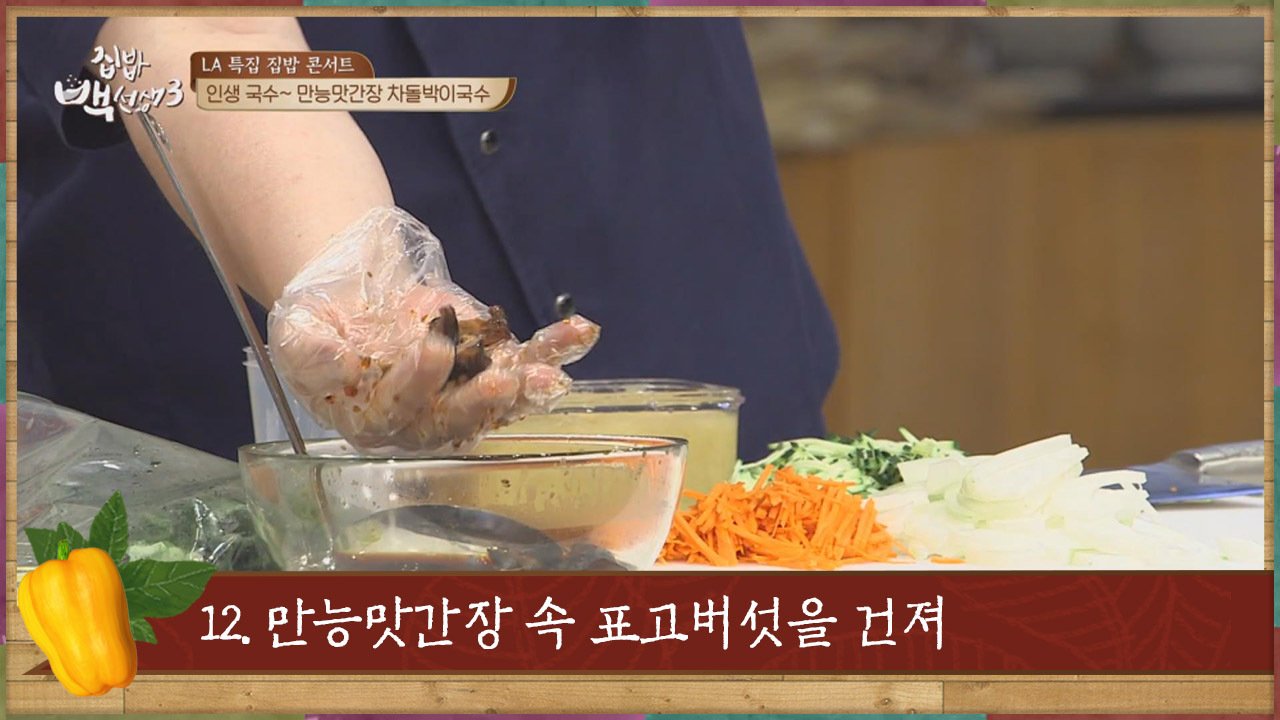 집밥
백선생3
LA 특집 집밥 콘서트
인생 국수~ 만능맛간장 차돌박이국수
12. 만능맛간장 속 표고버섯을 건져